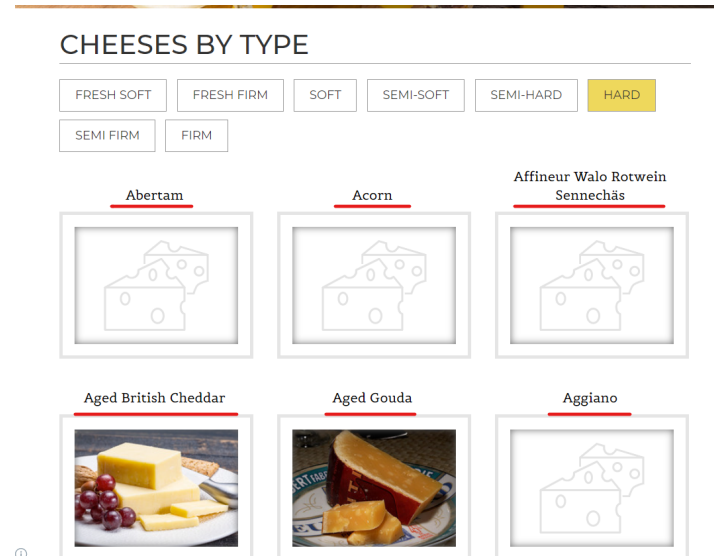 CHEESES BY TYPE
FRESH SOFT FRESH FIRM SOFT SEMI-SOFT SEMI-HARD HARD
SEMI FIRM FIRM
Abertam
Acorn
Affineur Walo Rotwein
Sennechäs
Aged British Cheddar
Aged Gouda
Aggiano